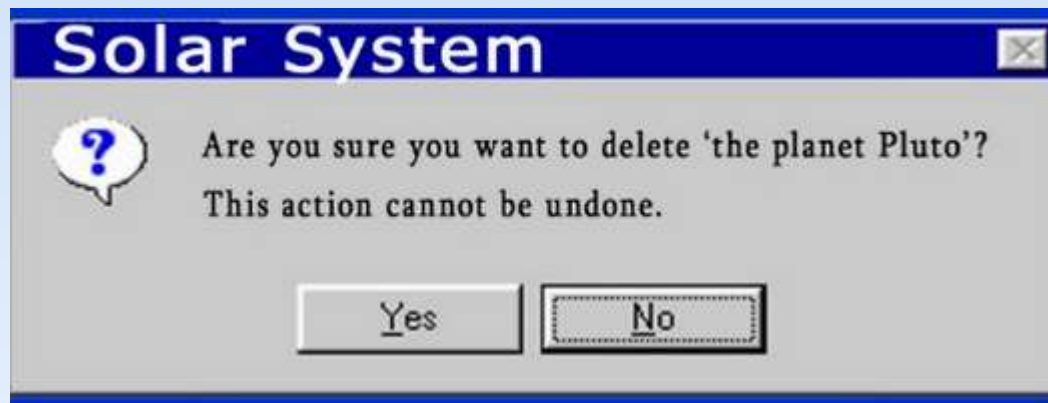 Solar System
?
Are you sure you want to delete ‘the planet Pluto’?
This action cannot be undone.
Yes No